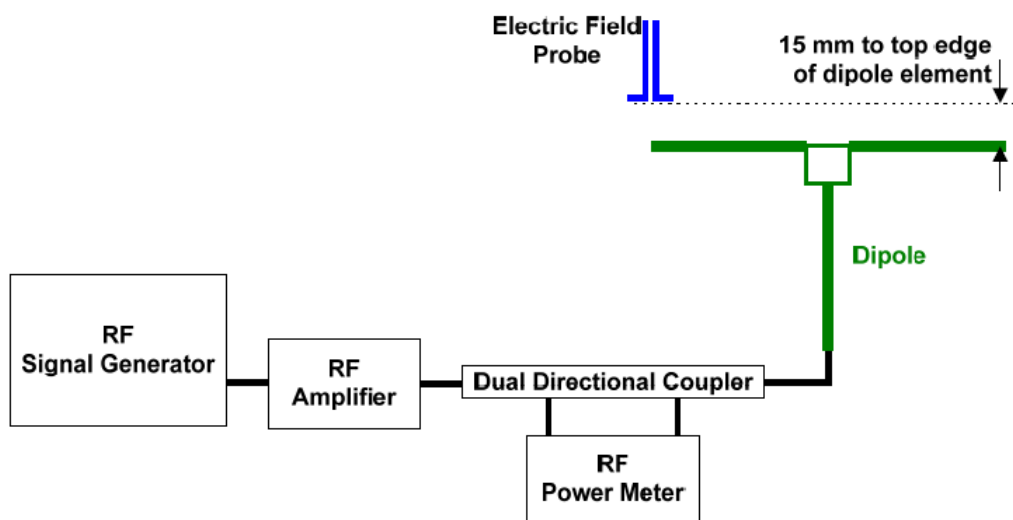 Electric Field
Probe
15 mm to top edge
of dipole element
Dipole
RF
Signal Generator
RF
Amplifier
Dual Directional Coupler
RF
Power Meter